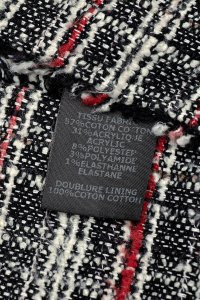 TISSU FABRIC
57%COTON COTTON
31%ACRYLIQUE
ACRYLIC
8%POLYESTER
3%POLYAMIDE
1%ELASTHANNE
ELASTANE
DOUBLURE LINING
100%COTON COTTON